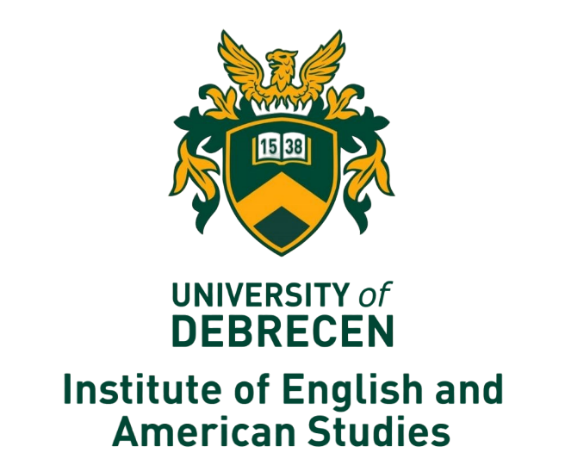 15 38
UNIVERSITY of
DEBRECEN
Institute of English and
American Studies